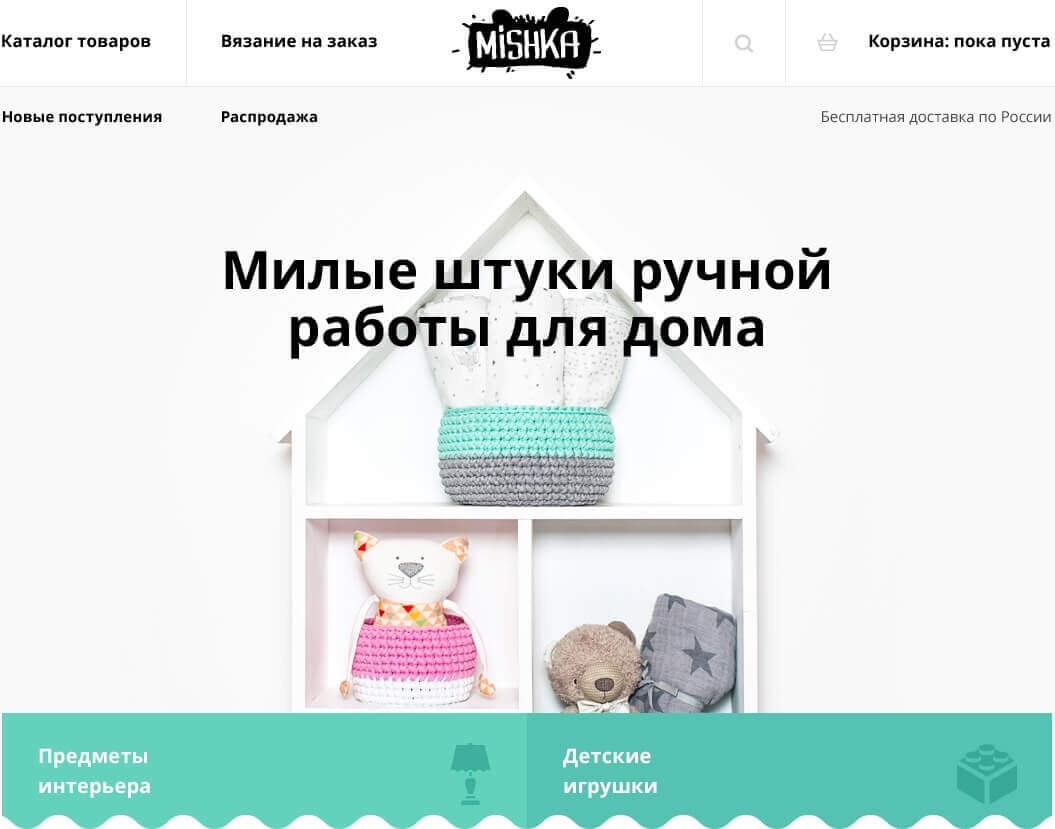 Каталог товаров
Вязание на заказ
MiSHKA
Корзина: пока пуста
Новые поступления
Распродажа
Бесплатная доставка по России
Милые штуки ручной
работы для дома
Предметы
интерьера
Детские
игрушки